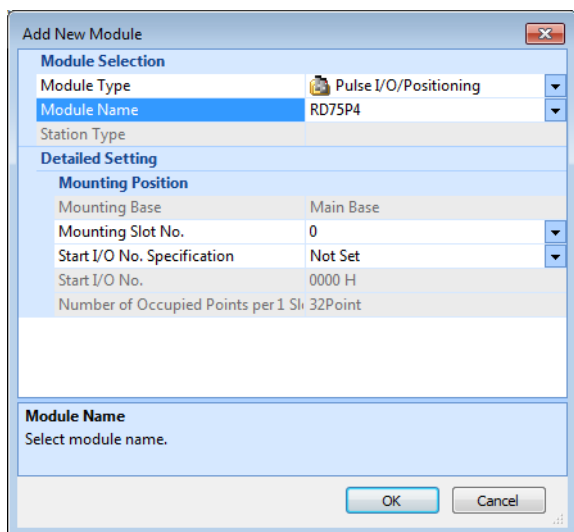 Add New Module
Module Selection
Module Type Pulse I/O/Positioning
Module Name RD75P4
Station Type
Detailed Setting
Mounting Position
Mounting Base Main Base
Mounting Slot No. 0
Start I/O No. Specification Not Set
Start I/O No. 0000 H
Number of Occupied Points per 1 Sl 32Point
Module Name
Select module name.
OK Cancel